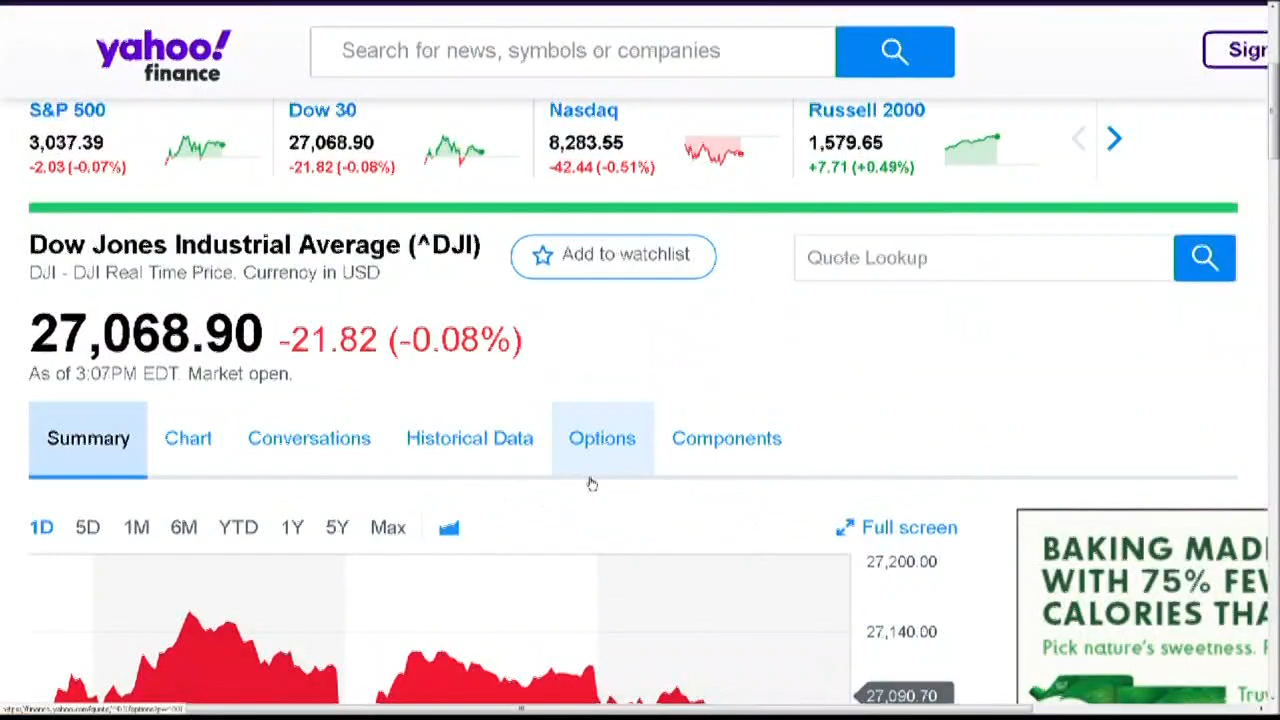 yahoo!
finance
Search for news, symbols or companies
Sign
S&P 500
3,037.39
-2.03 (-0.07%)
Dow 30
27,068.90
-21.82 (-0.08%)
Nasdaq
8,283.55
-42.44 (-0.51%)
Russell 2000
1,579.65
+7.71 (+0.49%)
Dow Jones Industrial Average (^DJI)
DJI - DJI Real Time Price. Currency in USD
Add to watchlist
Quote Lookup
27,068.90 -21.82 (-0.08%)
As of 3:07PM EDT. Market open.
Summary Chart Conversations Historical Data Options Components
1D 5D 1M 6M YTD 1Y 5Y Max
Full screen
27,200.00
27,140.00
27,090.70
BAKING MAD
WITH 75% FE
CALORIES THA
Pick nature's sweetness.
Truv